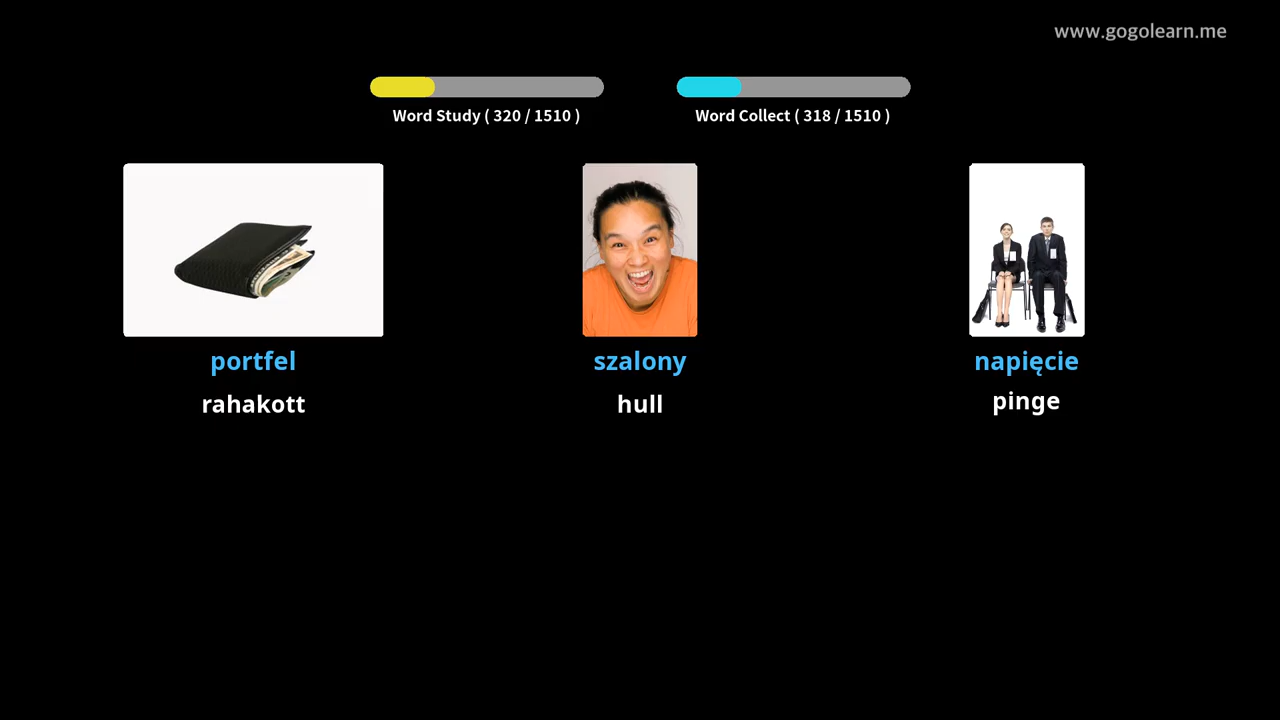 www.gogolearn.me
Word Study ( 320 / 1510 )
Word Collect ( 318 / 1510 )
portfel
szalony
napięcie
rahakott
hull
pinge